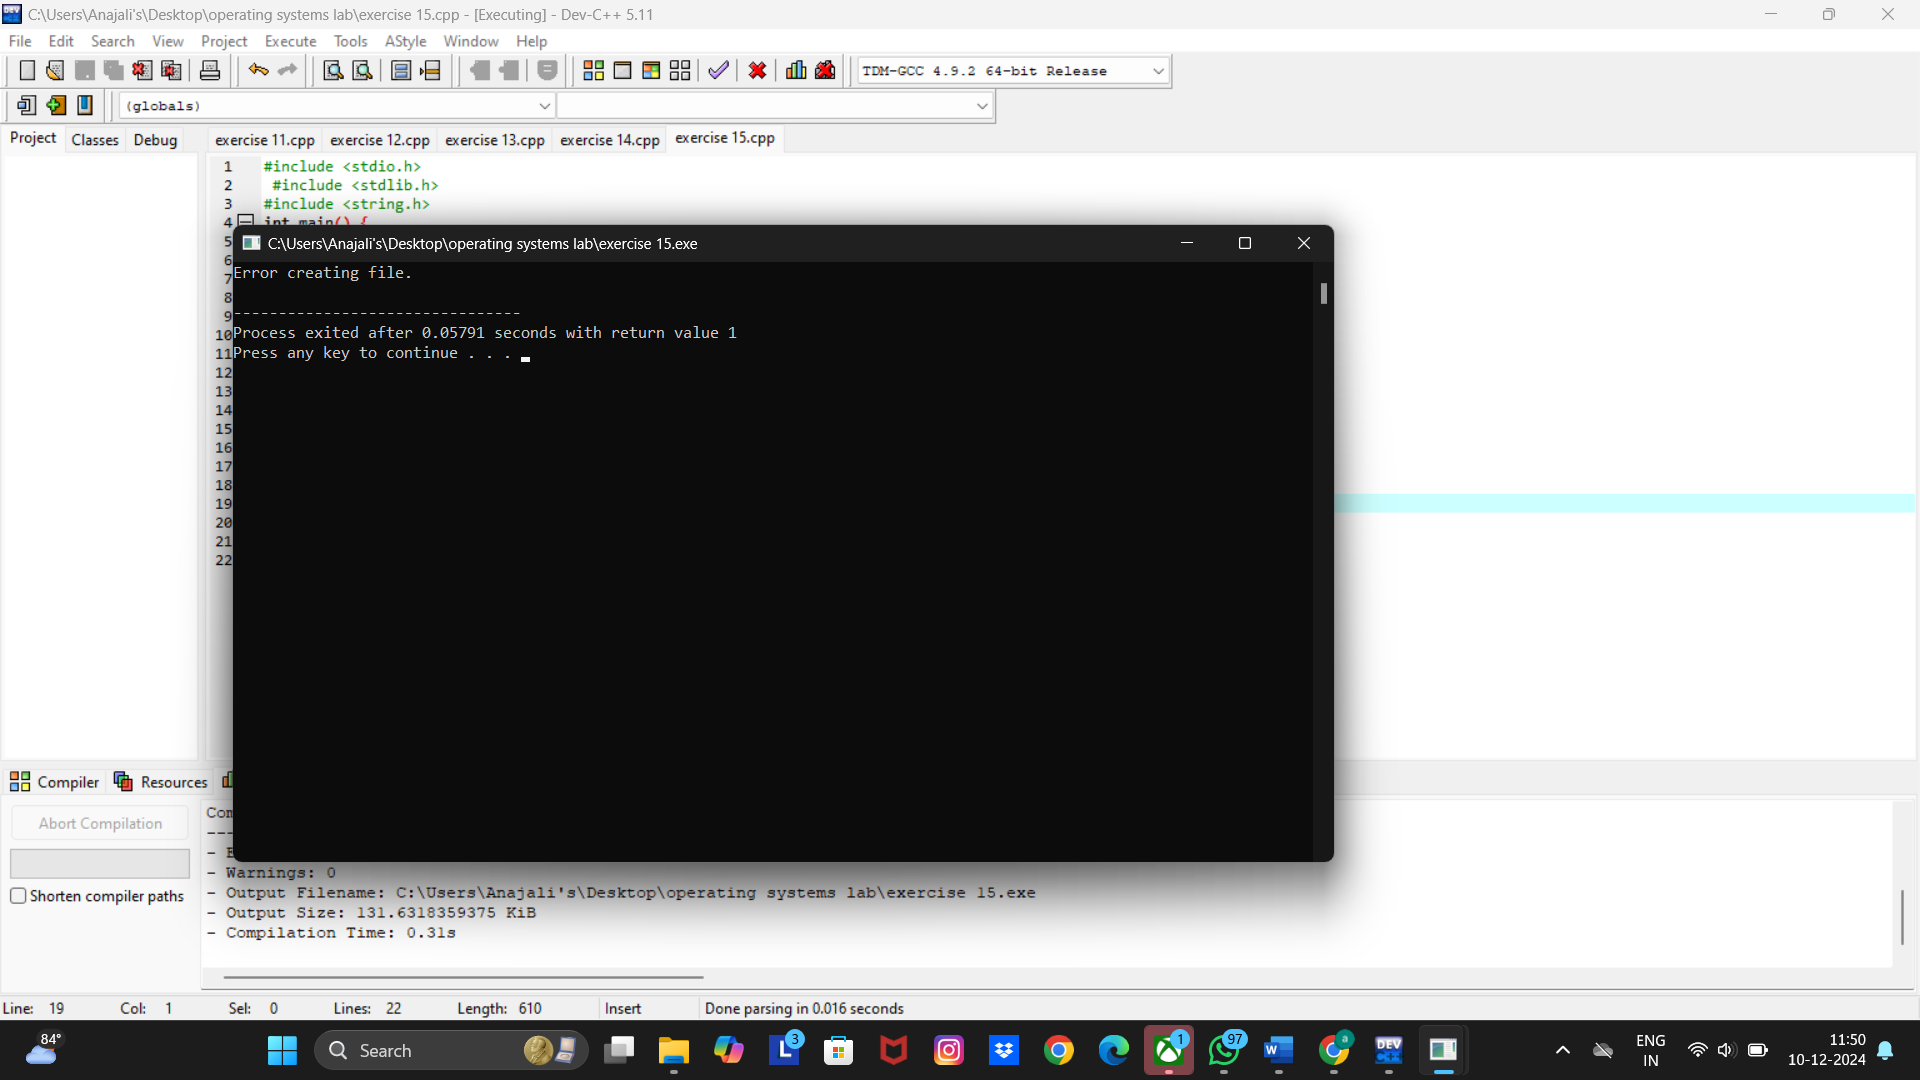 C:\Users\Anajali's\Desktop\operating systems lab\exercise 15.cpp - [Executing] - Dev-C++ 5.11
File Edit Search View Project Execute Tools AStyle Window Help
TDM-GCC 4.9.2 64-bit Release
(globals)
Project Classes Debug
exercise 11.cpp exercise 12.cpp exercise 13.cpp exercise 14.cpp exercise 15.cpp
1 #include <stdio.h>
2 #include <stdlib.h>
3 #include <string.h>
4 int main() {
5
6
7
8
9
10
11
12
13
14
15
16
17
18
19
20
21
22
C:\Users\Anajali's\Desktop\operating systems lab\exercise 15.exe
Error creating file.
--------------------------------
Process exited after 0.05791 seconds with return value 1
Press any key to continue . . .
Compiler Resources
Abort Compilation
Shorten compiler paths
- Warnings: 0
- Output Filename: C:\Users\Anajali's\Desktop\operating systems lab\exercise 15.exe
- Output Size: 131.6318359375 KiB
- Compilation Time: 0.31s
Line: 19 Col: 1 Sel: 0 Lines: 22 Length: 610 Insert Done parsing in 0.016 seconds
84°
Search
3
1
97
a
DEV C++
ENG
IN
11:50
10-12-2024